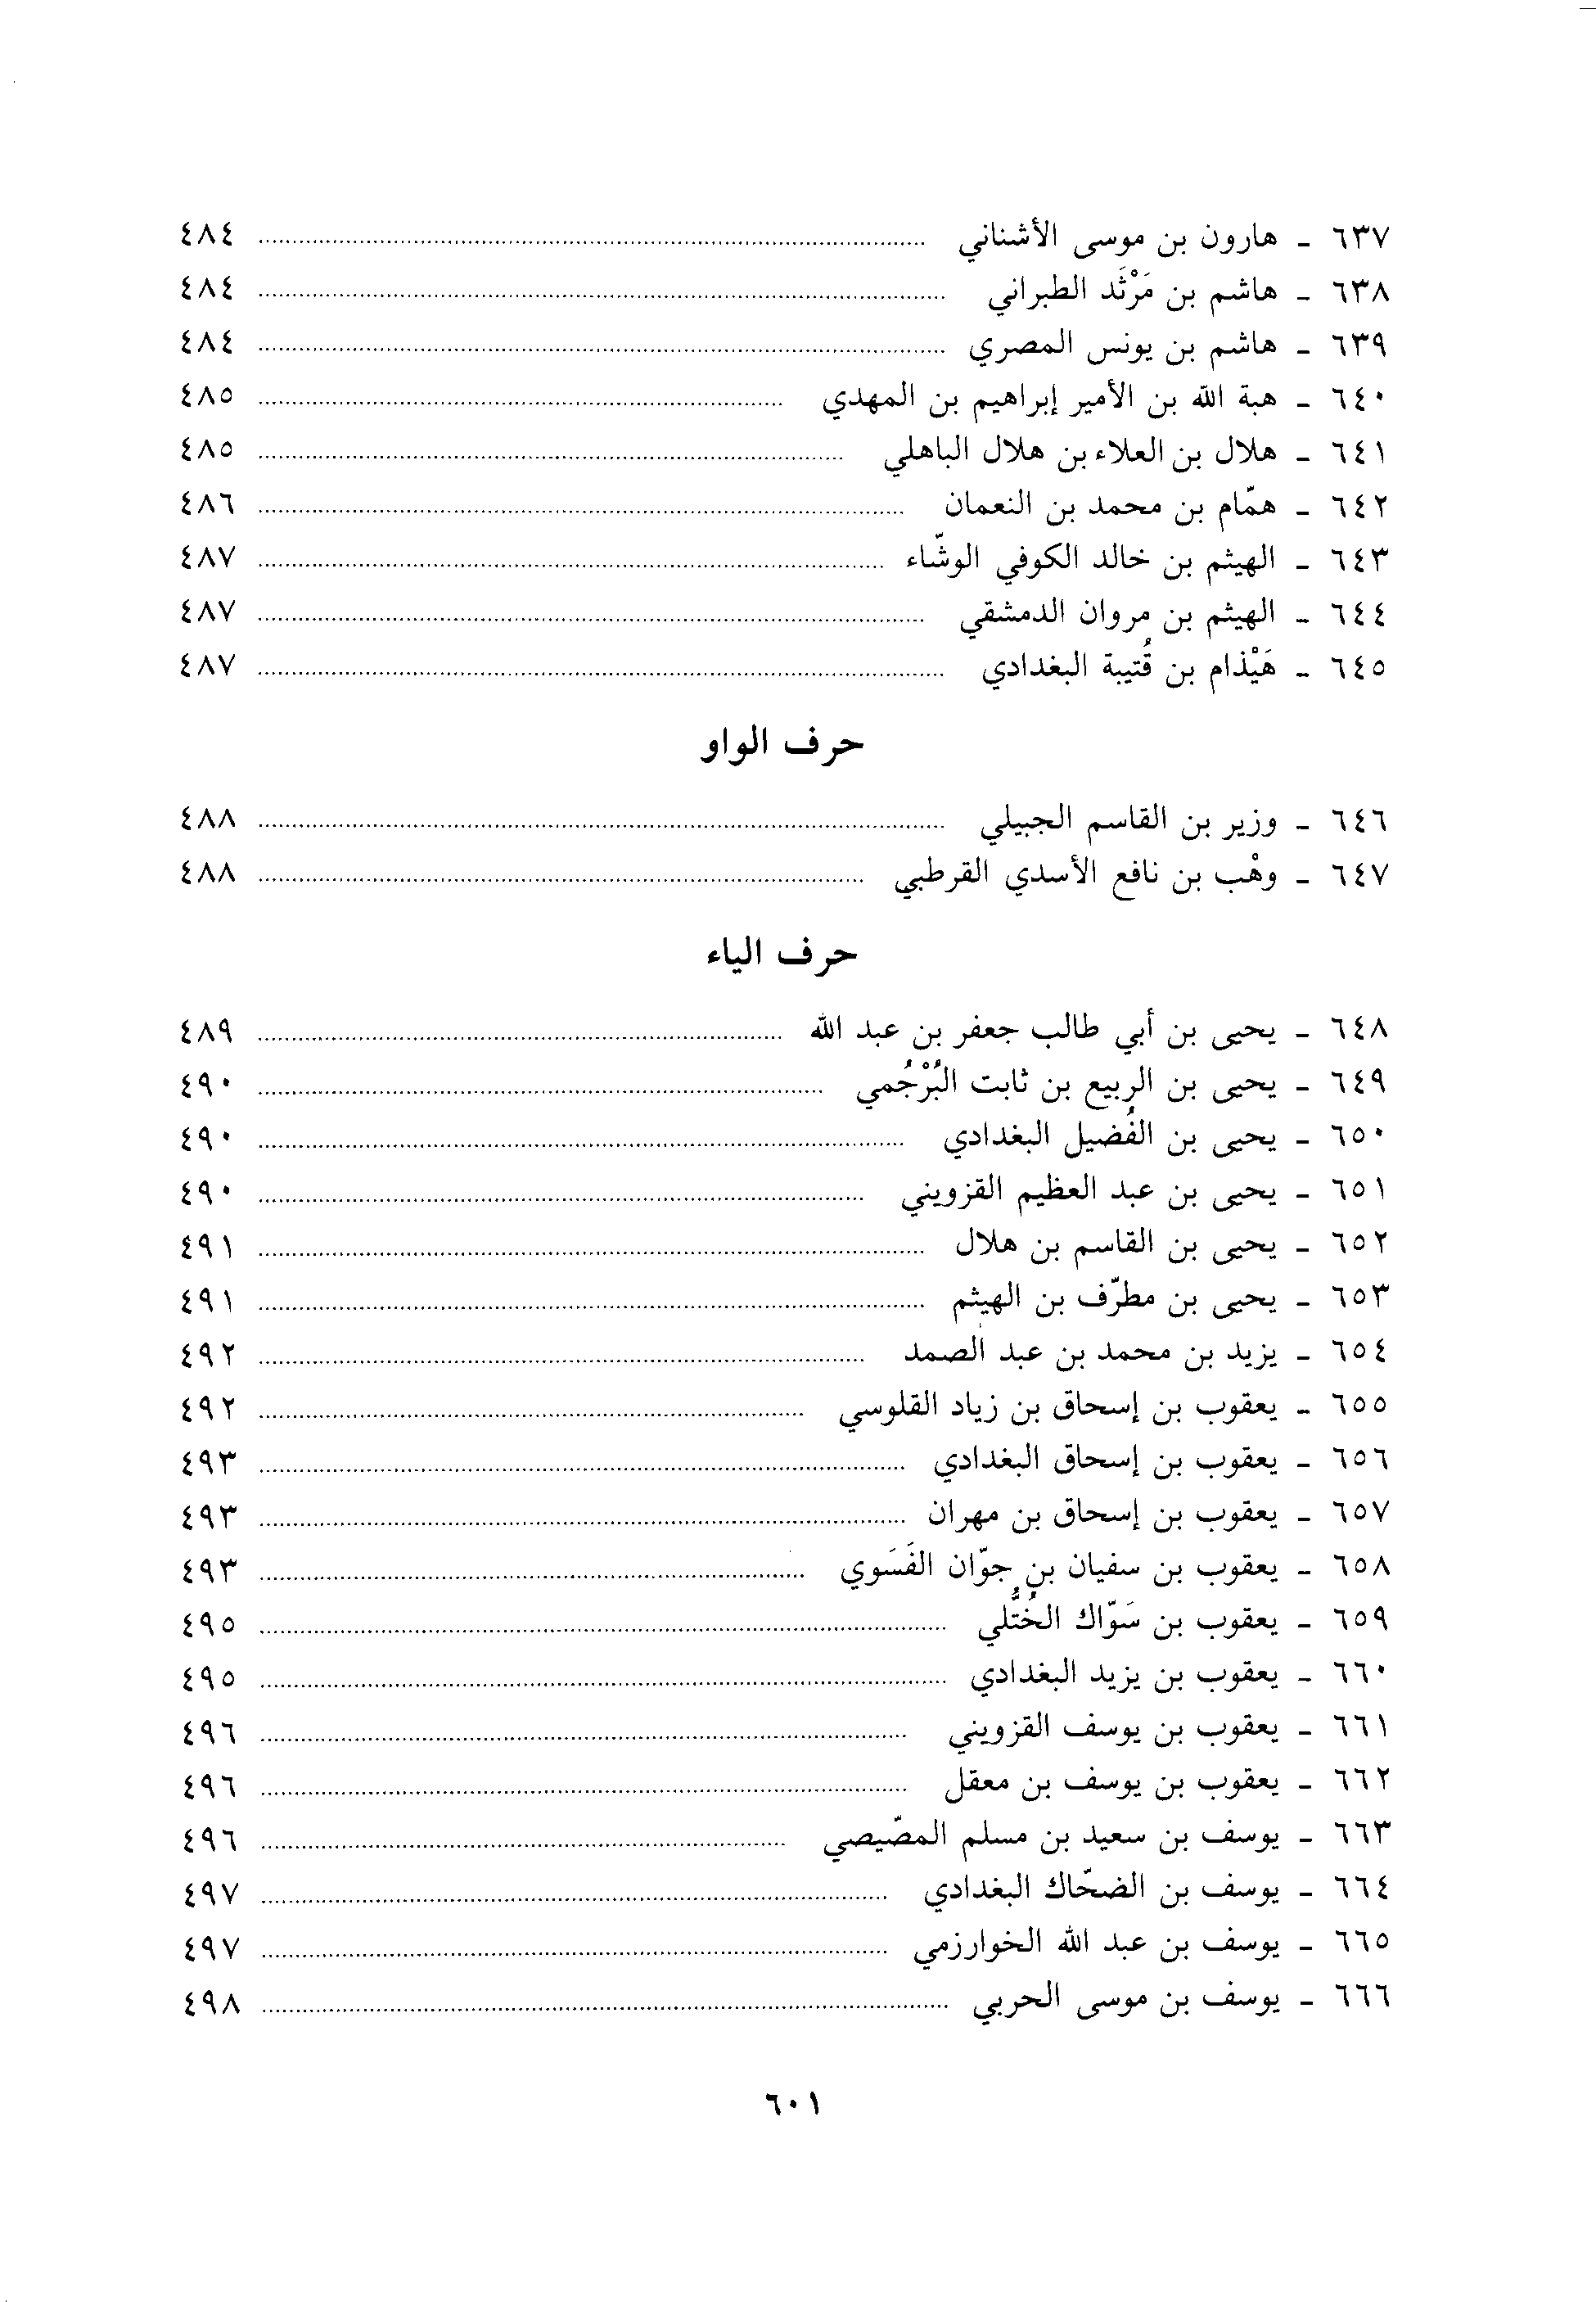 ٦٣٧ - هارون بن موسى الأشناني ........ ٤٨٤
٦٣٨ - هاشم بن مَرْثَد الطبراني ........ ٤٨٤
٦٣٩ - هاشم بن يونس المصري ........ ٤٨٤
٦٤٠ - هبة الله بن الأمير إبراهيم بن المهدي ........ ٤٨٥
٦٤١ - هلال بن العلاء بن هلال الباهلي ........ ٤٨٥
٦٤٢ - همّام بن محمد بن النعمان ........ ٤٨٦
٦٤٣ - الهيثم بن خالد الكوفي الوشّاء ........ ٤٨٧
٦٤٤ - الهيثم بن مروان الدمشقي ........ ٤٨٧
٦٤٥ - هَيْذام بن قُتيبة البغدادي ........ ٤٨٧
حرف الواو
٦٤٦ - وزير بن القاسم الجبيلي ........ ٤٨٨
٦٤٧ - وهْب بن نافع الأسدي القرطبي ........ ٤٨٨
حرف الياء
٦٤٨ - يحيى بن أبي طالب جعفر بن عبد الله ........ ٤٨٩
٦٤٩ - يحيى بن الربيع بن ثابت البُرْجُمي ........ ٤٩٠
٦٥٠ - يحيى بن الفُضيل البغدادي ........ ٤٩٠
٦٥١ - يحيى بن عبد العظيم القزويني ........ ٤٩٠
٦٥٢ - يحيى بن القاسم بن هلال ........ ٤٩١
٦٥٣ - يحيى بن مطرّف بن الهيثم ........ ٤٩١
٦٥٤ - يزيد بن محمد بن عبد الصمد ........ ٤٩٢
٦٥٥ - يعقوب بن إسحاق بن زياد القلوسي ........ ٤٩٢
٦٥٦ - يعقوب بن إسحاق البغدادي ........ ٤٩٣
٦٥٧ - يعقوب بن إسحاق بن مهران ........ ٤٩٣
٦٥٨ - يعقوب بن سفيان بن جوّان الفَسَوي ........ ٤٩٣
٦٥٩ - يعقوب بن سَوّاك الخُتُّلي ........ ٤٩٥
٦٦٠ - يعقوب بن يزيد البغدادي ........ ٤٩٥
٦٦١ - يعقوب بن يوسف القزويني ........ ٤٩٦
٦٦٢ - يعقوب بن يوسف بن معقل ........ ٤٩٦
٦٦٣ - يوسف بن سعيد بن مسلم المصّيصي ........ ٤٩٦
٦٦٤ - يوسف بن الضحّاك البغدادي ........ ٤٩٧
٦٦٥ - يوسف بن عبد الله الخوارزمي ........ ٤٩٧
٦٦٦ - يوسف بن موسى الحربي ........ ٤٩٨
٦٠١